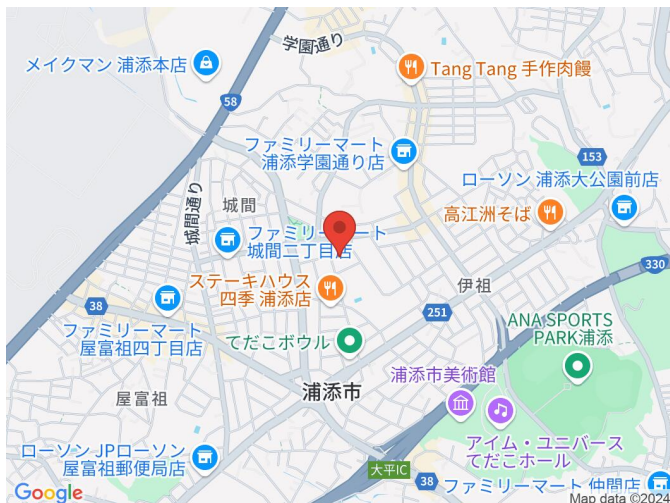 学園通り
メイクマン 浦添本店
Tang Tang 手作肉饅
58
ファミリーマート
浦添学園通り店
153
ローソン 浦添大公園前店
城間通り
城間
高江洲そば
ファミリーマート
城間二丁目店
330
ステーキハウス
四季 浦添店
伊祖
38
251
ファミリーマート
屋富祖四丁目店
ANA SPORTS
PARK浦添
てだこボウル
浦添市美術館
浦添市
屋富祖
アイム・ユニバース
てだこホール
ローソン JPローソン
屋富祖郵便局店
大平IC
38
ファミリーマート 仲間店
Google
Map data ©2024